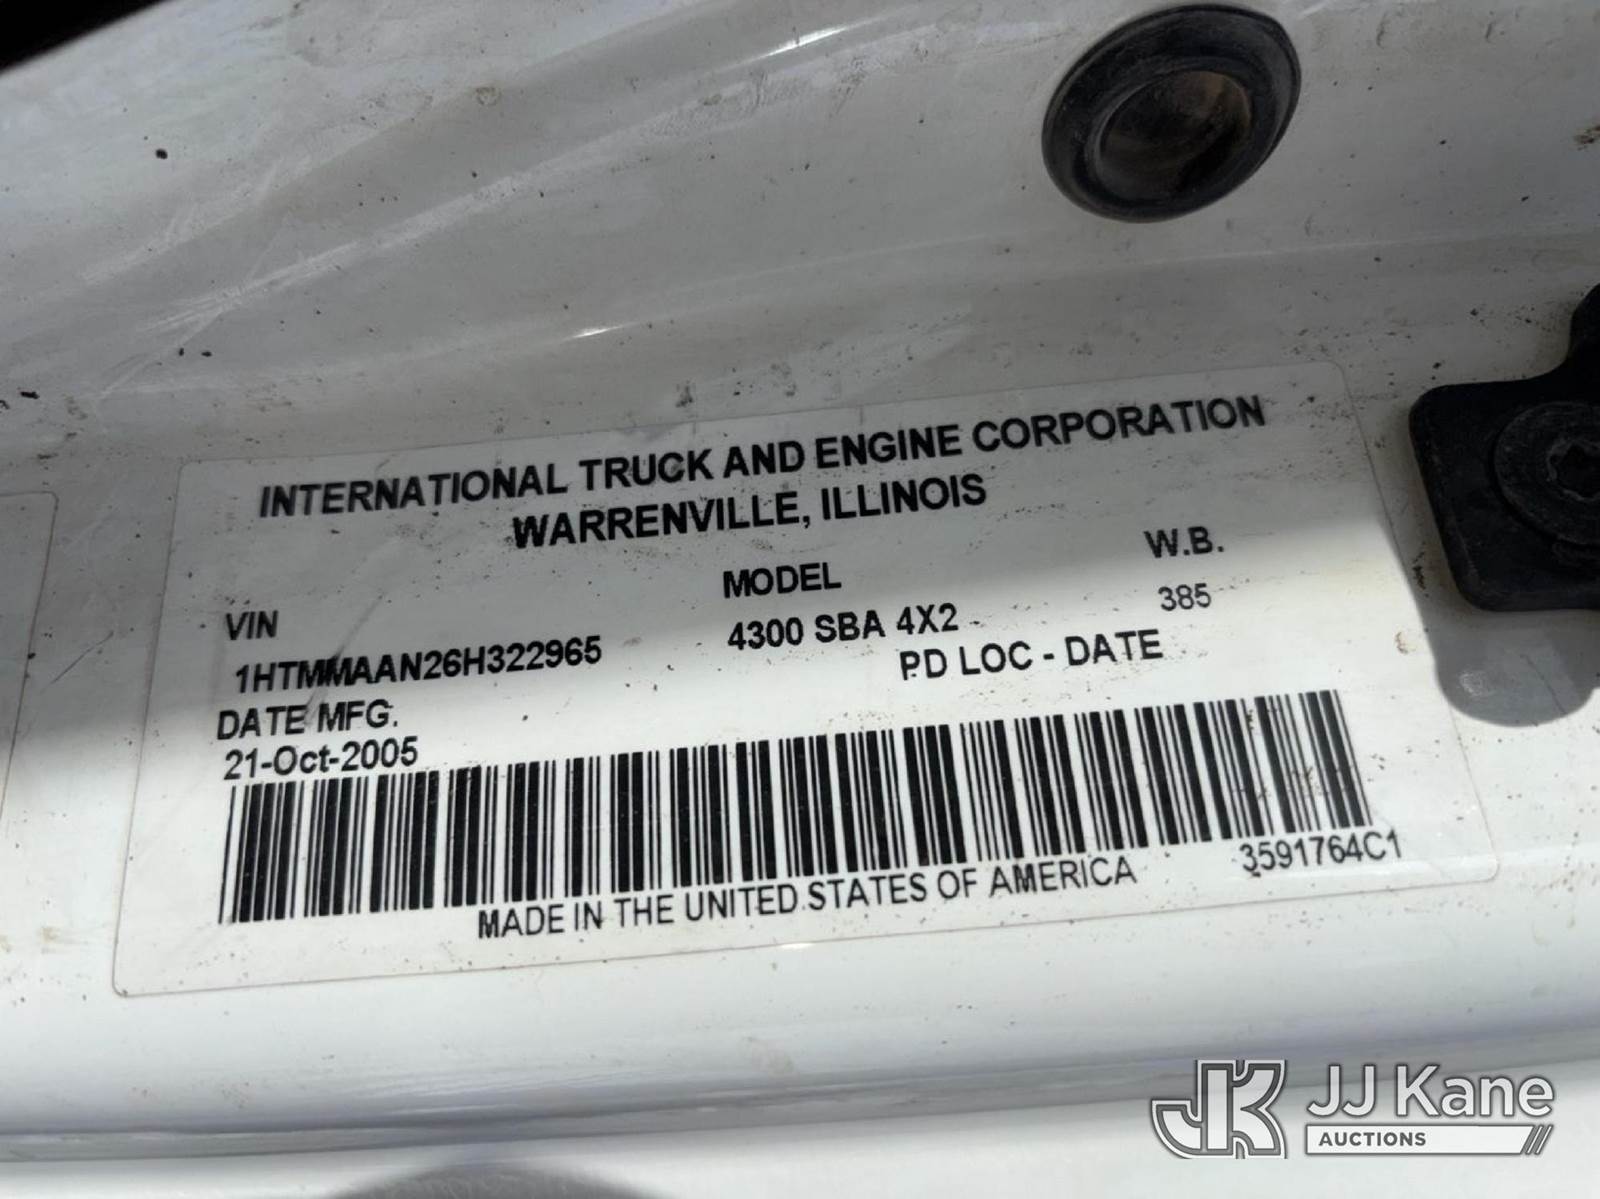 INTERNATIONAL TRUCK AND ENGINE CORPORATION
WARRENVILLE, ILLINOIS
VIN MODEL W.B.
1HTMMAAN26H322965 4300 SBA 4X2 385
DATE MFG. PD LOC - DATE
21-Oct-2005
MADE IN THE UNITED STATES OF AMERICA 3591764C1
JK JJ Kane
AUCTIONS